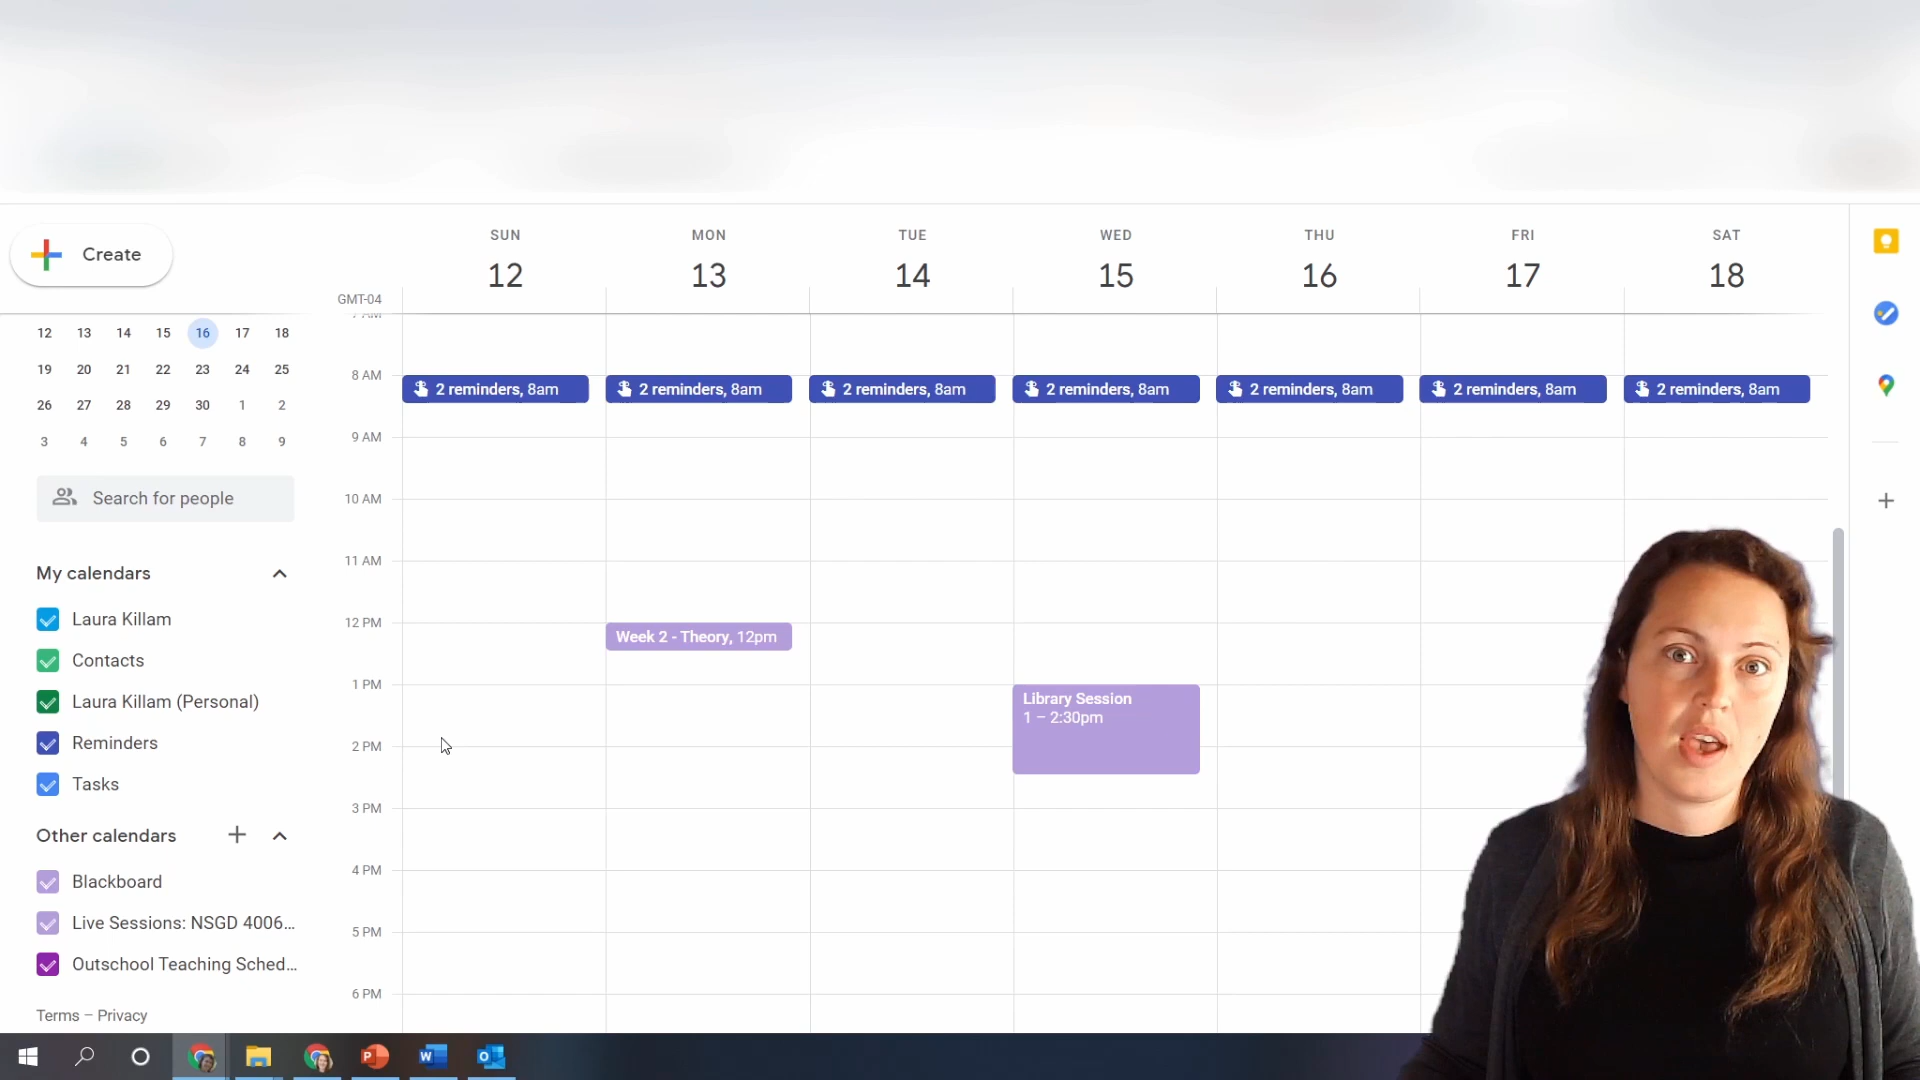 Create
SUN
MON
TUE
WED
THU
FRI
SAT
12
13
14
15
16
17
18
GMT-04
12 13 14 15 16 17 18
19 20 21 22 23 24 25
26 27 28 29 30 1 2
3 4 5 6 7 8 9
Search for people
My calendars
Laura Killam
Contacts
Laura Killam (Personal)
Reminders
Tasks
Other calendars
Blackboard
Live Sessions: NSGD 4006...
Outschool Teaching Sched...
Terms – Privacy
7 AM
8 AM
2 reminders, 8am
2 reminders, 8am
2 reminders, 8am
2 reminders, 8am
2 reminders, 8am
2 reminders, 8am
2 reminders, 8am
9 AM
10 AM
11 AM
12 PM
Week 2 - Theory, 12pm
1 PM
Library Session
1 – 2:30pm
2 PM
3 PM
4 PM
5 PM
6 PM